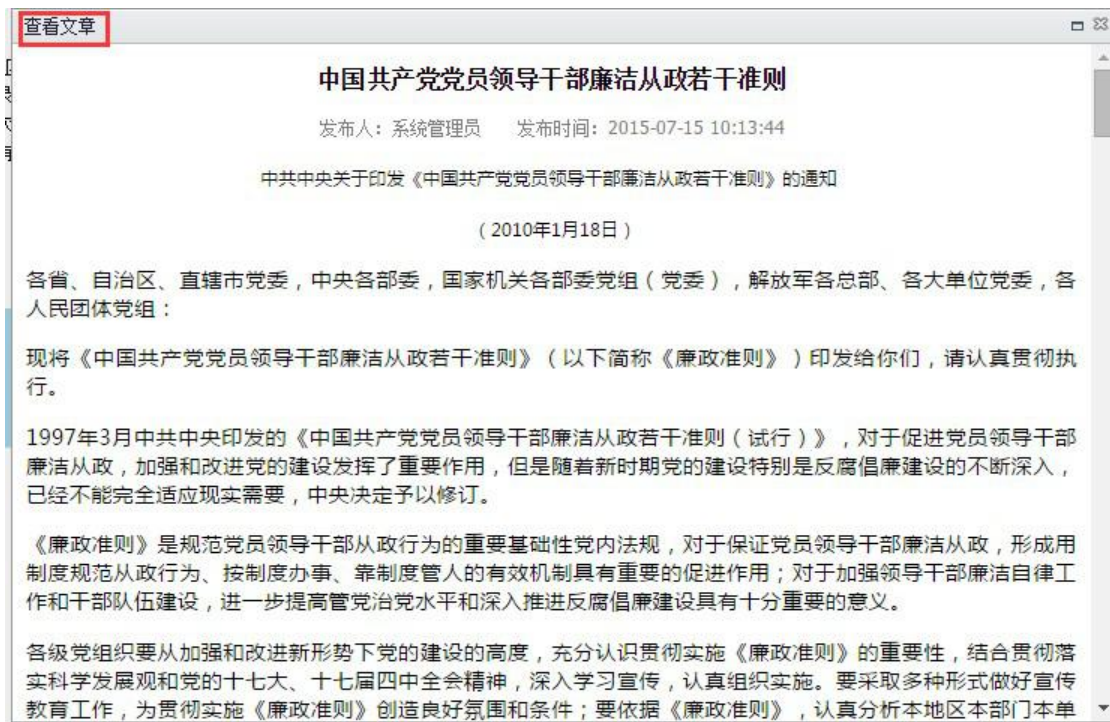 查看文章
中国共产党党员领导干部廉洁从政若干准则
发布人：系统管理员 发布时间：2015-07-15 10:13:44
中共中央关于印发《中国共产党党员领导干部廉洁从政若干准则》的通知
（2010年1月18日）
各省、自治区、直辖市党委，中央各部委，国家机关各部委党组（党委），解放军各总部、各大单位党委，各
人民团体党组：
现将《中国共产党党员领导干部廉洁从政若干准则》（以下简称《廉政准则》）印发给你们，请认真贯彻执
行。
1997年3月中共中央印发的《中国共产党党员领导干部廉洁从政若干准则（试行）》，对于促进党员领导干部
廉洁从政，加强和改进党的建设发挥了重要作用，但是随着新时期党的建设特别是反腐倡廉建设的不断深入，
已经不能完全适应现实需要，中央决定予以修订。
《廉政准则》是规范党员领导干部从政行为的重要基础性党内法规，对于保证党员领导干部廉洁从政，形成用
制度规范从政行为、按制度办事、靠制度管人的有效机制具有重要的促进作用；对于加强领导干部廉洁自律工
作和干部队伍建设，进一步提高管党治党水平和深入推进反腐倡廉建设具有十分重要的意义。
各级党组织要从加强和改进新形势下党的建设的高度，充分认识贯彻实施《廉政准则》的重要性，结合贯彻落
实科学发展观和党的十七大、十七届四中全会精神，深入学习宣传，认真组织实施。要采取多种形式做好宣传
教育工作，为贯彻实施《廉政准则》创造良好氛围和条件；要依据《廉政准则》，认真分析本地区本部门本单